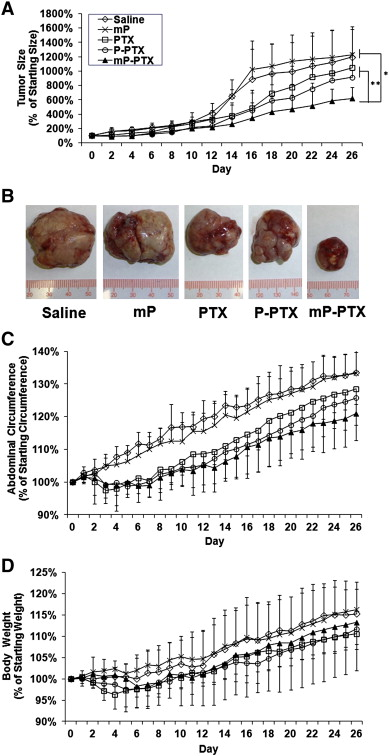 A
Tumor Size
(% of Starting Size)
1800%
1600%
1400%
1200%
1000%
800%
600%
400%
200%
0%
Saline
mP
PTX
P-PTX
mP-PTX
*
**
0 2 4 6 8 10 12 14 16 18 20 22 24 26
Day
B
Saline mP PTX P-PTX mP-PTX
C
Abdominal Circumference
(% of Starting Circumference)
140%
130%
120%
110%
100%
90%
0 2 4 6 8 10 12 14 16 18 20 22 24 26
Day
D
Body Weight
(% of Starting Weight)
125%
120%
115%
110%
105%
100%
95%
90%
0 2 4 6 8 10 12 14 16 18 20 22 24 26
Day